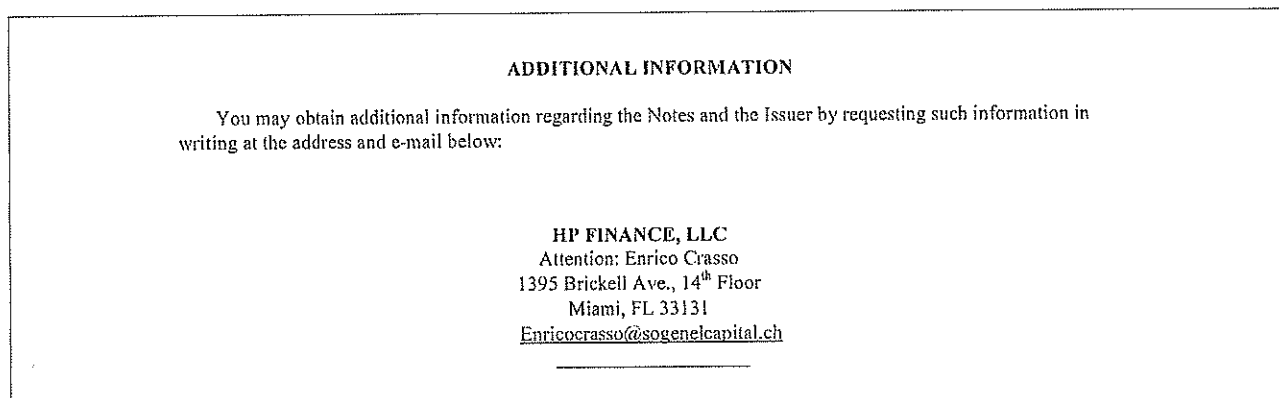 ADDITIONAL INFORMATION
You may obtain additional information regarding the Notes and the Issuer by requesting such information in
writing at the address and e-mail below:
HP FINANCE, LLC
Attention: Enrico Crasso
1395 Brickell Ave., 14th Floor
Miami, FL 33131
Enricocrasso@sogenelcapital.ch